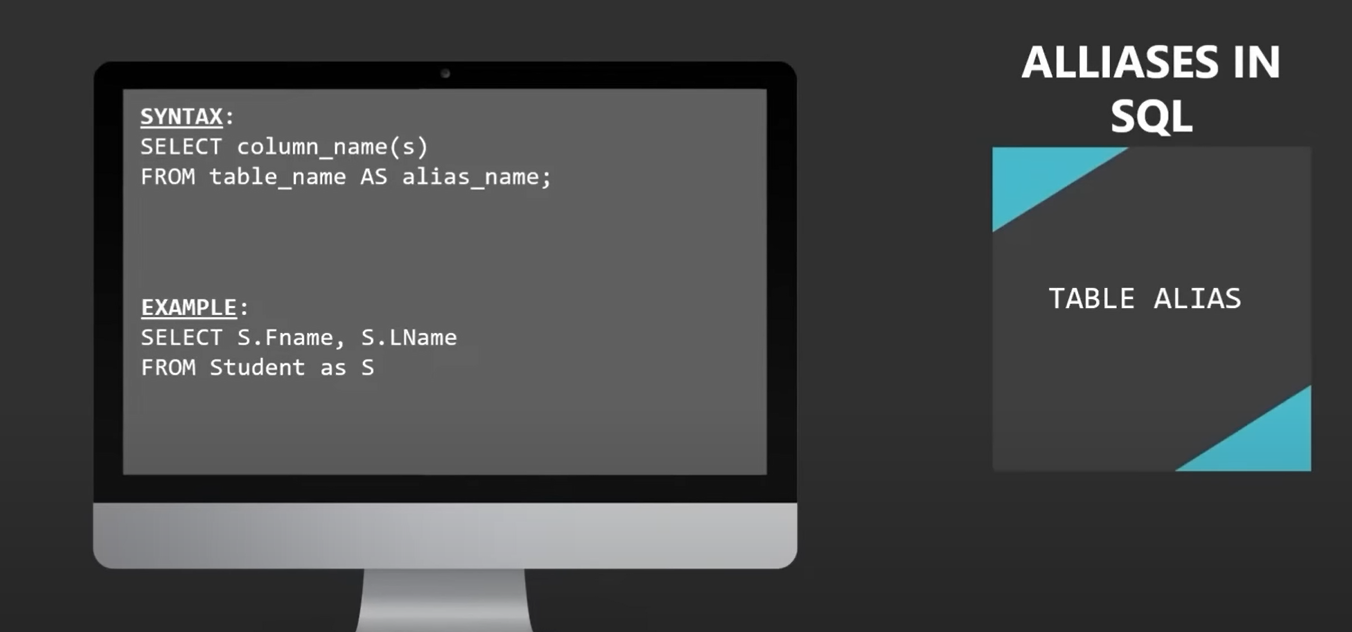 SYNTAX:
SELECT column_name(s)
FROM table_name AS alias_name;
EXAMPLE:
SELECT S.Fname, S.LName
FROM Student as S
ALLIASES IN
SQL
TABLE ALIAS